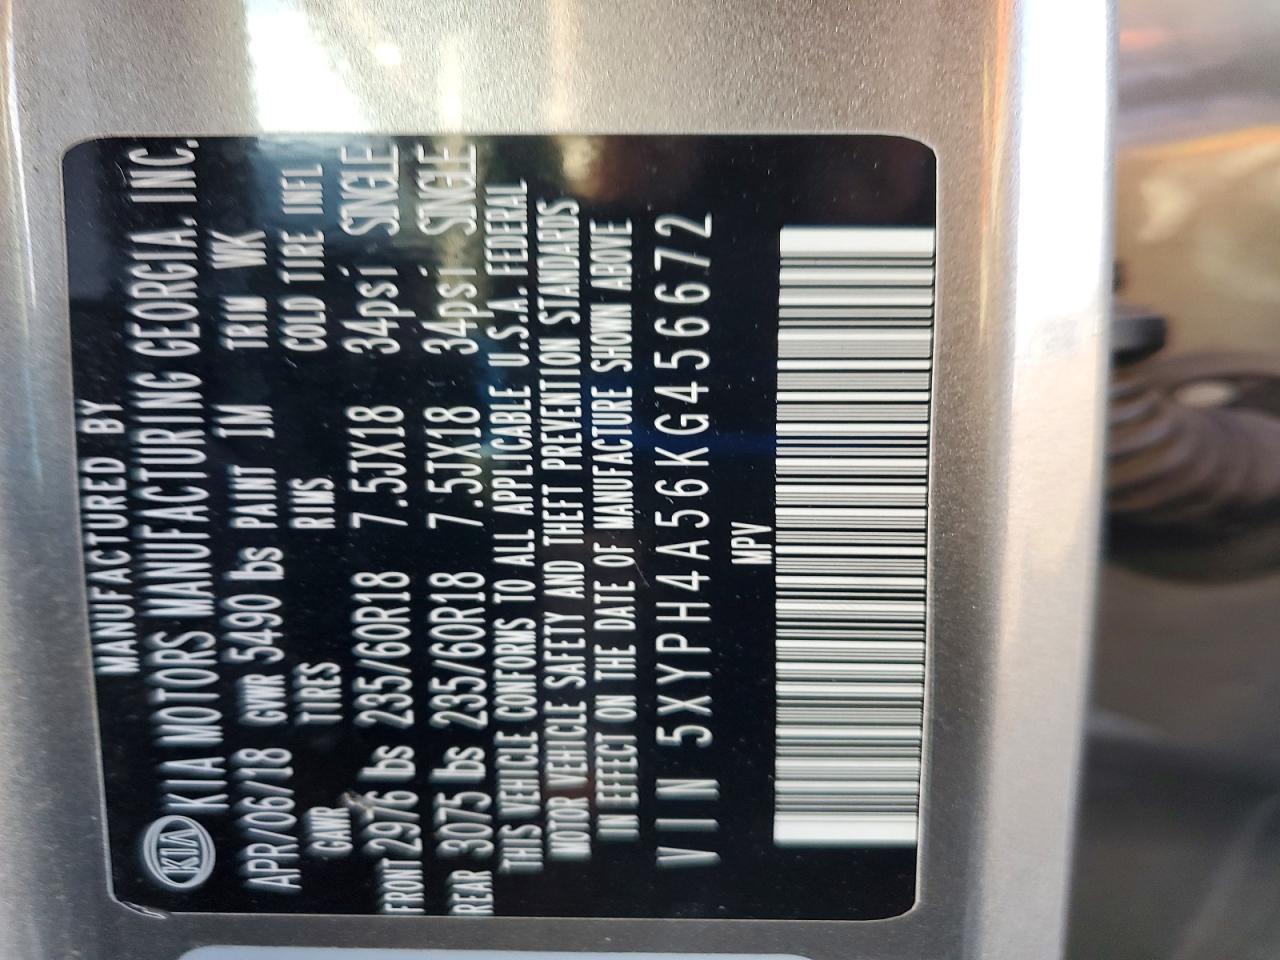 MANUFACTURED BY
KIA KIA MOTORS MANUFACTURING GEORGIA, INC.
APR/06/18 GVWR 5490 lbs PAINT IM TRIM WK
GAWR TIRES RIMS COLD TIRE INFL
FRONT 2976 lbs 235/60R18 7.5JX18 34psi SINGLE
REAR 3075 lbs 235/60R18 7.5JX18 34psi SINGLE
THIS VEHICLE CONFORMS TO ALL APPLICABLE U.S.A. FEDERAL
MOTOR VEHICLE SAFETY AND THEFT PREVENTION STANDARDS
IN EFFECT ON THE DATE OF MANUFACTURE SHOWN ABOVE
VIN 5XYPH4A56KG456672
MPV